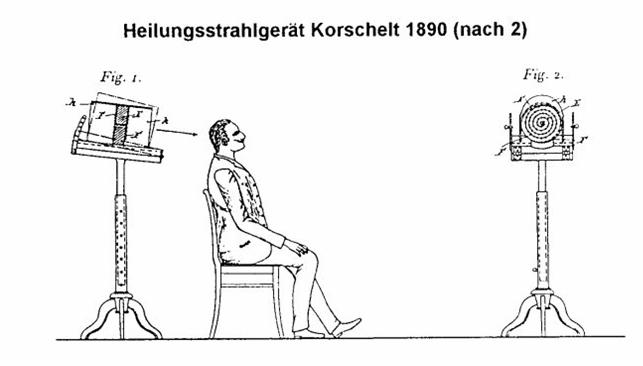 Heilungsstrahlgerät Korschelt 1890 (nach 2)
Fig. 1.
Fig. 2.
h
h
h
x